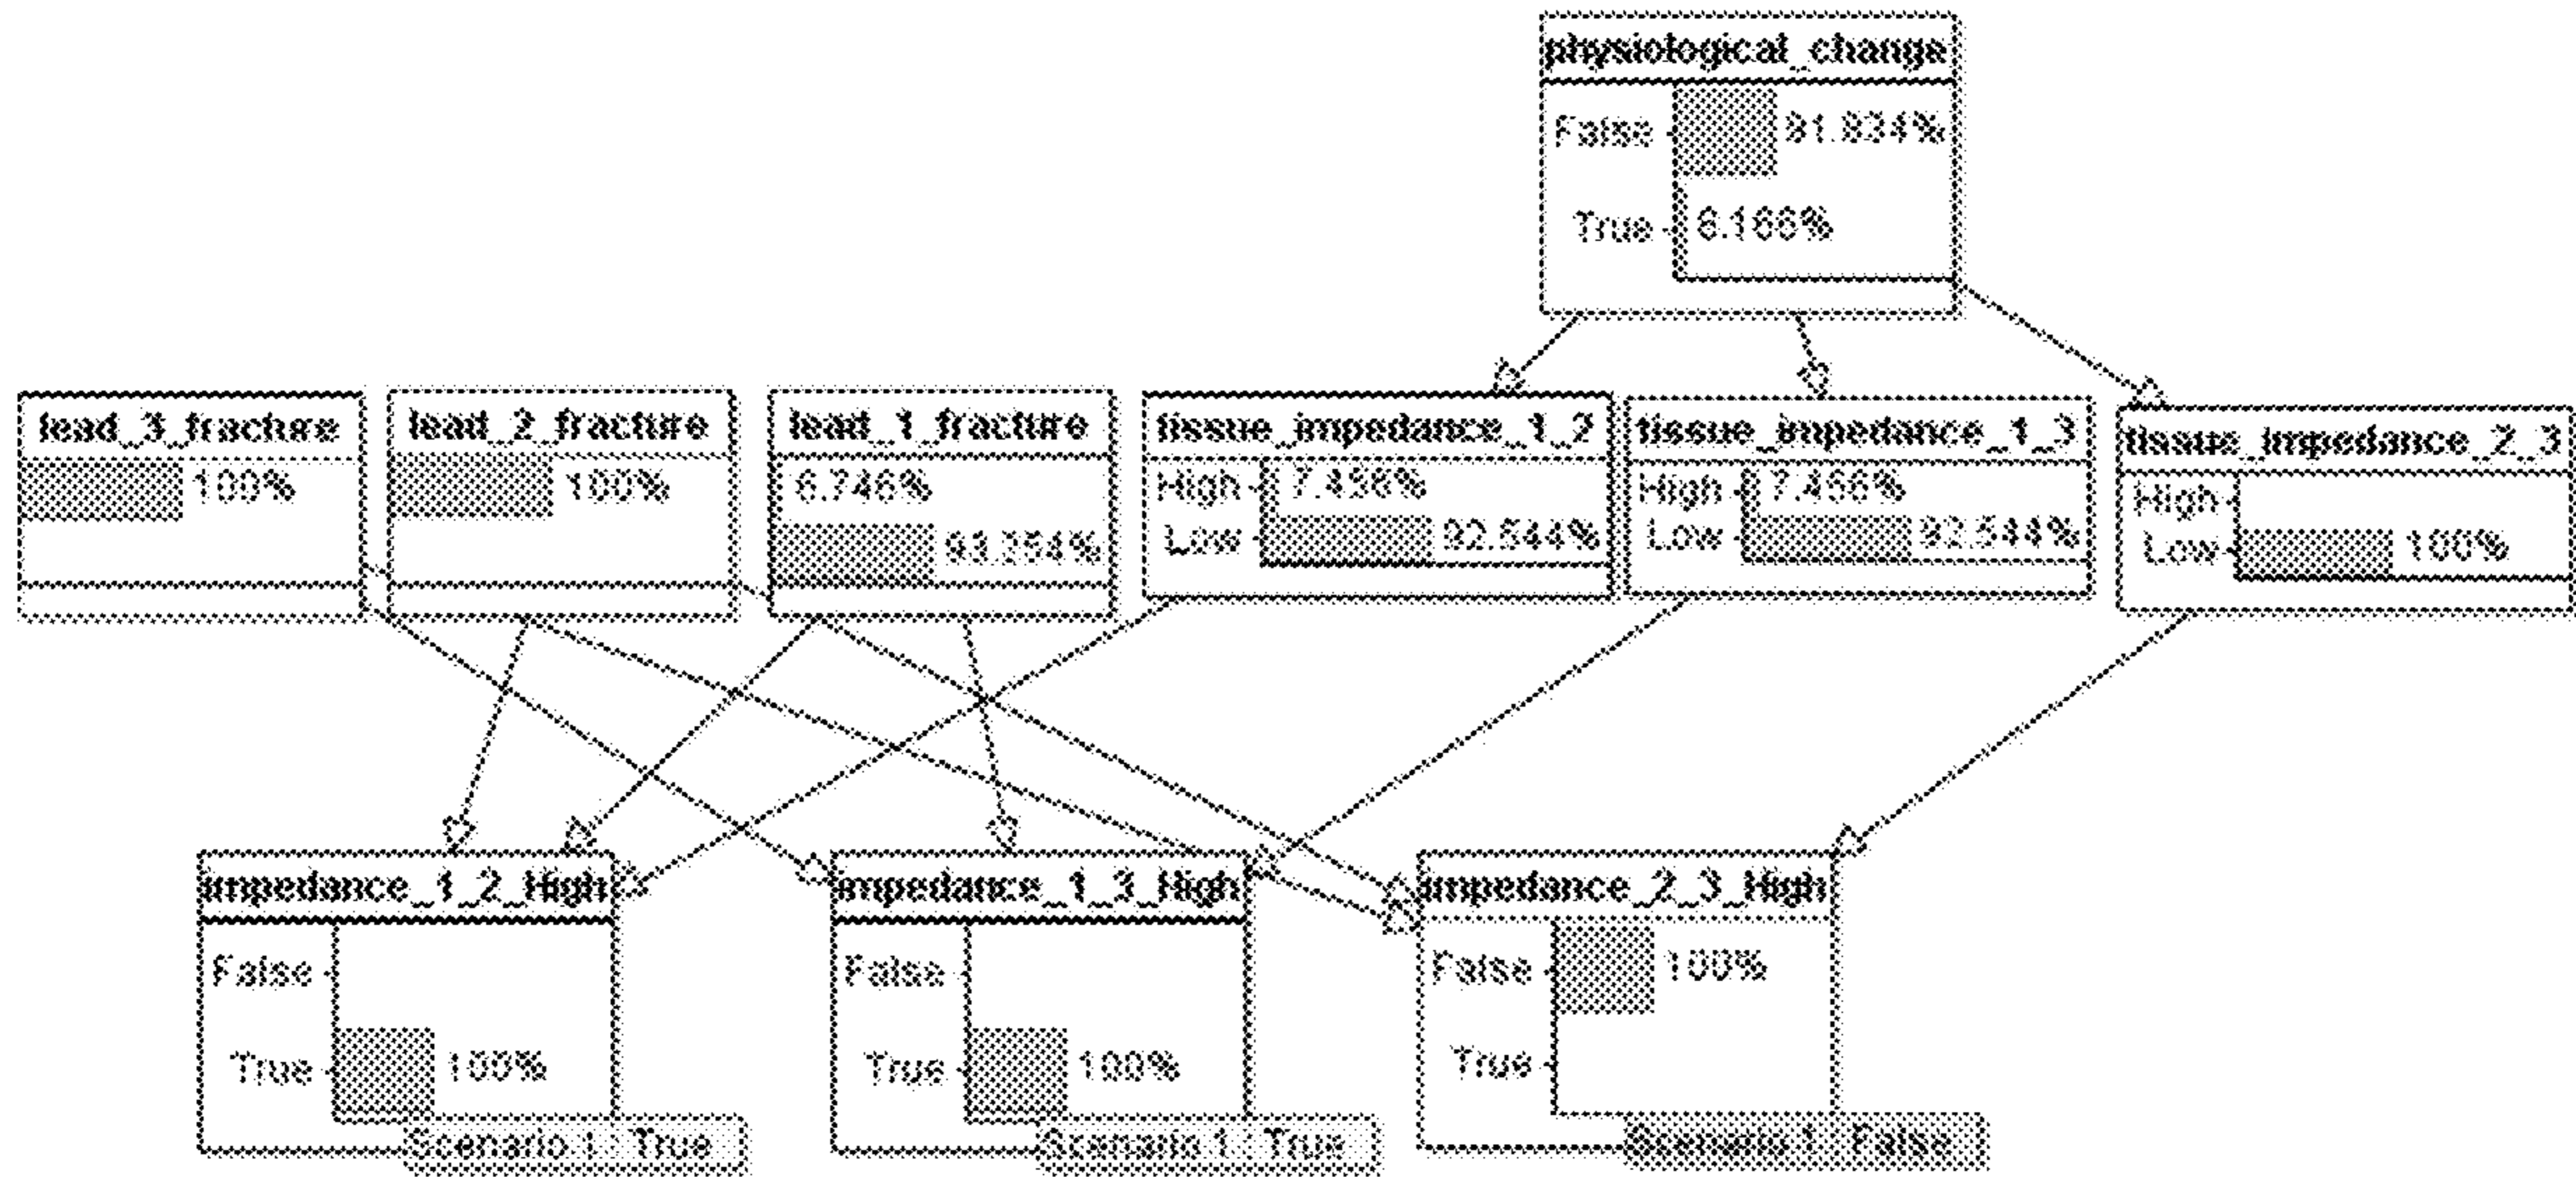 physiological_change
False 91.834%
True 8.166%
lead_3_fracture
100%
lead_2_fracture
100%
lead_1_fracture
6.746%
93.254%
tissue_impedance_1_2
High 7.456%
Low 92.544%
tissue_impedance_1_3
High 7.456%
Low 92.544%
tissue_impedance_2_3
High
Low 100%
impedance_1_2_High
False
True 100%
Scenario 1 : True
impedance_1_3_High
False
True 100%
Scenario 1 : True
impedance_2_3_High
False 100%
True
Scenario 1 : False